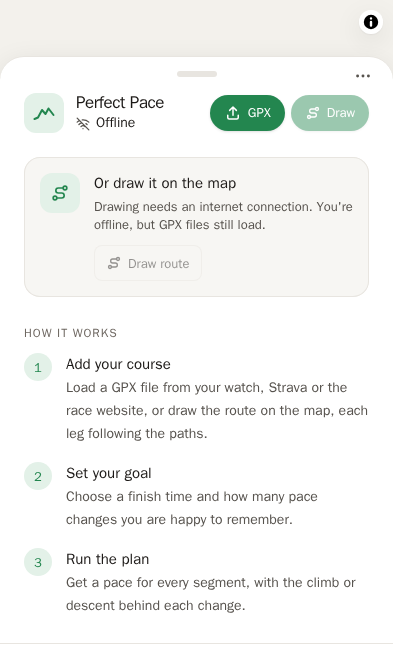 Perfect Pace
Offline
GPX
Draw
Or draw it on the map
Drawing needs an internet connection. You're
offline, but GPX files still load.
Draw route
HOW IT WORKS
1
Add your course
Load a GPX file from your watch, Strava or the
race website, or draw the route on the map, each
leg following the paths.
2
Set your goal
Choose a finish time and how many pace
changes you are happy to remember.
3
Run the plan
Get a pace for every segment, with the climb or
descent behind each change.